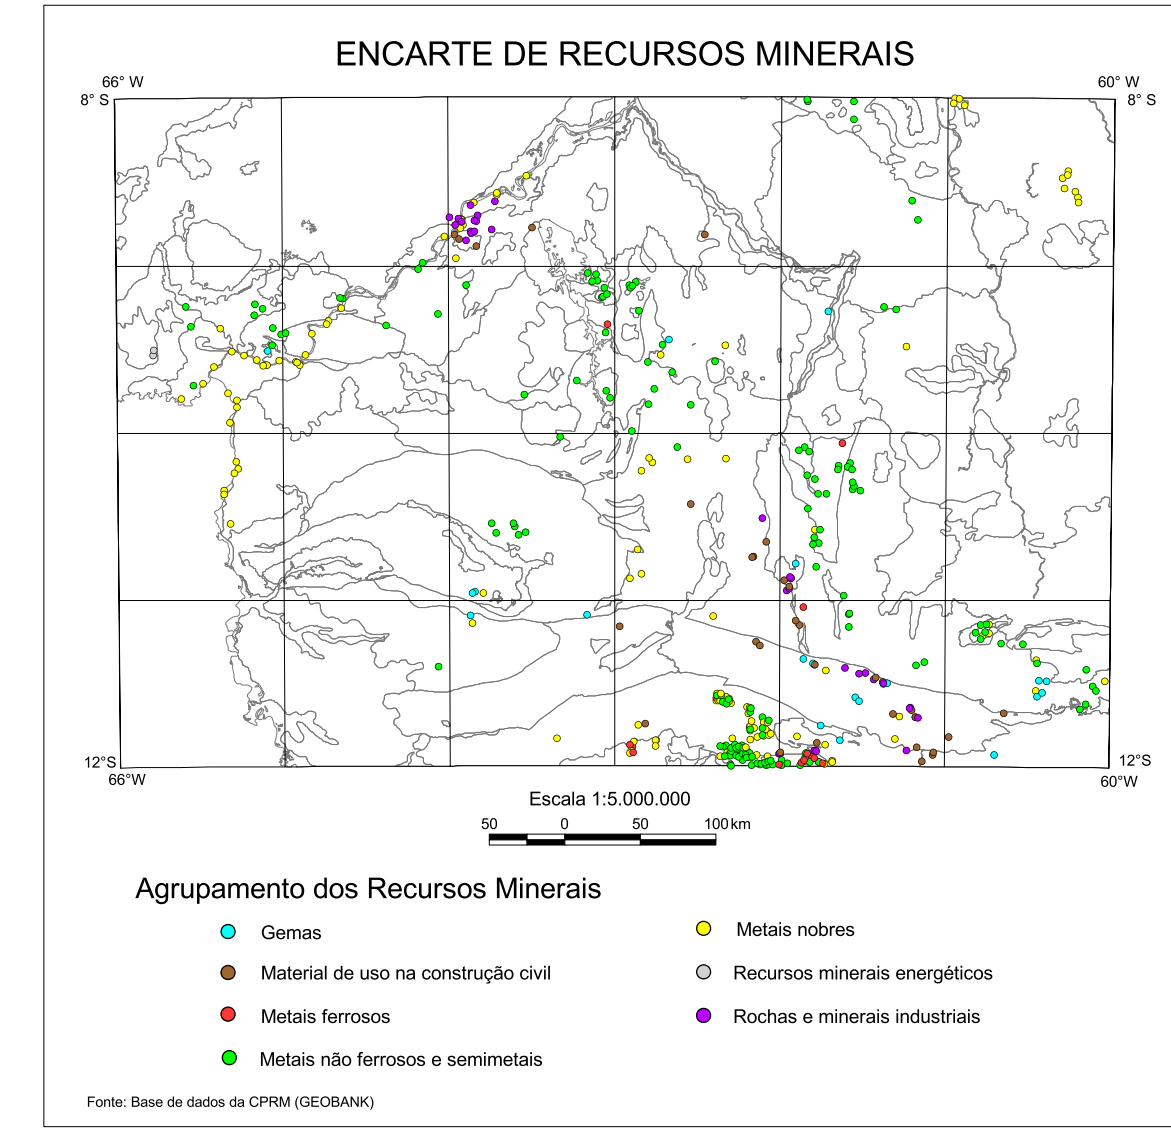 ENCARTE DE RECURSOS MINERAIS
66° W
60° W
8° S
8° S
12°S
12°S
66°W
60°W
Escala 1:5.000.000
50 0 50 100 km
Agrupamento dos Recursos Minerais
Gemas
Metais nobres
Material de uso na construção civil
Recursos minerais energéticos
Metais ferrosos
Rochas e minerais industriais
Metais não ferrosos e semimetais
Fonte: Base de dados da CPRM (GEOBANK)